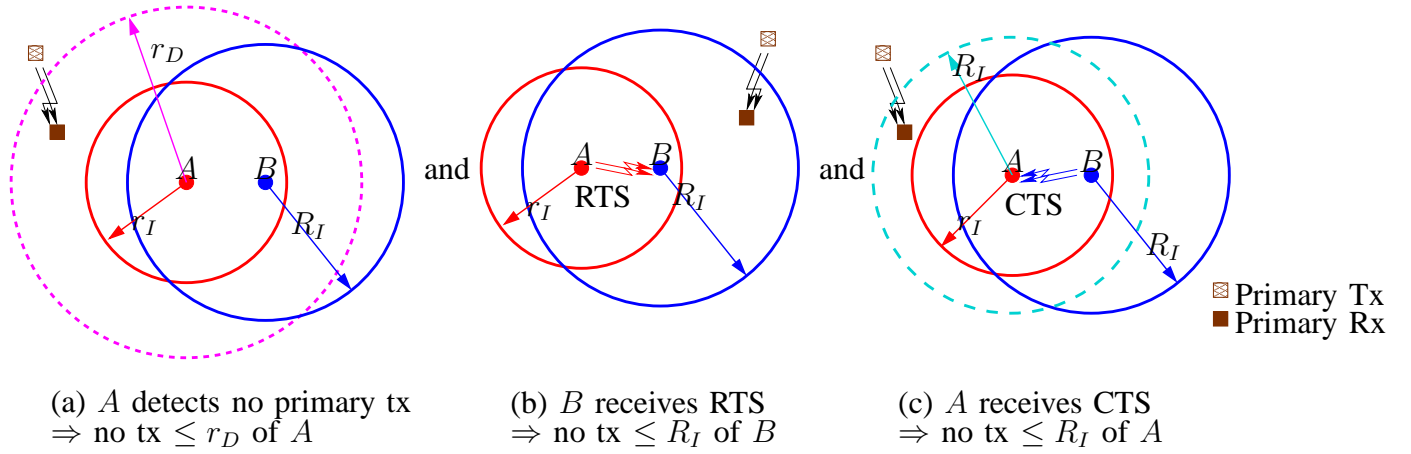 r_D
A
B
r_I
R_I
and
A
B
RTS
r_I
R_I
and
R_I
A
B
CTS
r_I
R_I
Primary Tx
Primary Rx
(a) A detects no primary tx
⇒ no tx ≤ r_D of A
(b) B receives RTS
⇒ no tx ≤ R_I of B
(c) A receives CTS
⇒ no tx ≤ R_I of A